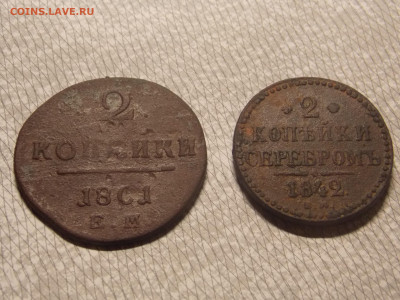 COINS.LAVE.RU
2
КОПѢЙКИ
1801
Е М
·2·
КОПѢЙКИ
СЕРЕБРОМЪ
1842